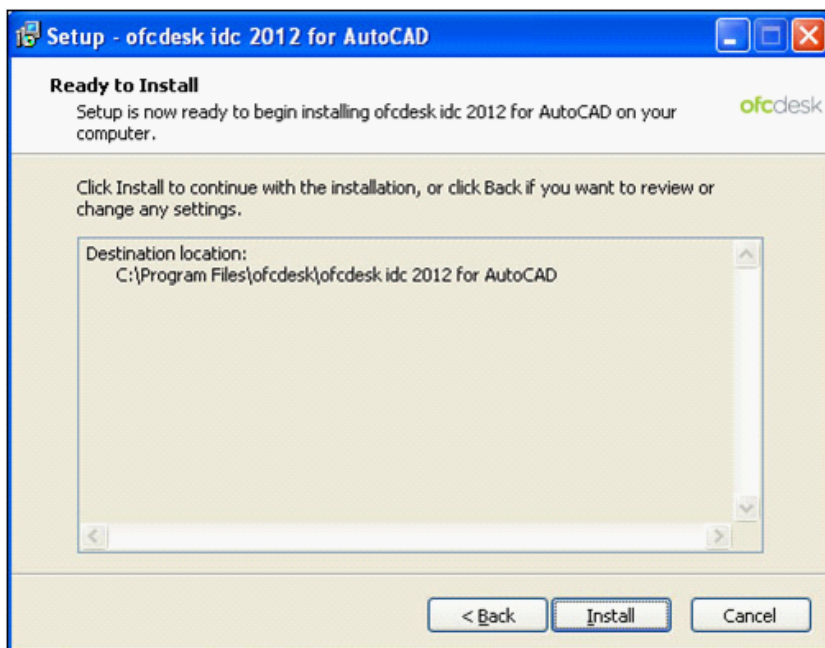 Setup - ofcdesk idc 2012 for AutoCAD
Ready to Install
Setup is now ready to begin installing ofcdesk idc 2012 for AutoCAD on your
computer.
ofcdesk
Click Install to continue with the installation, or click Back if you want to review or
change any settings.
Destination location:
C:\Program Files\ofcdesk\ofcdesk idc 2012 for AutoCAD
< Back
Install
Cancel